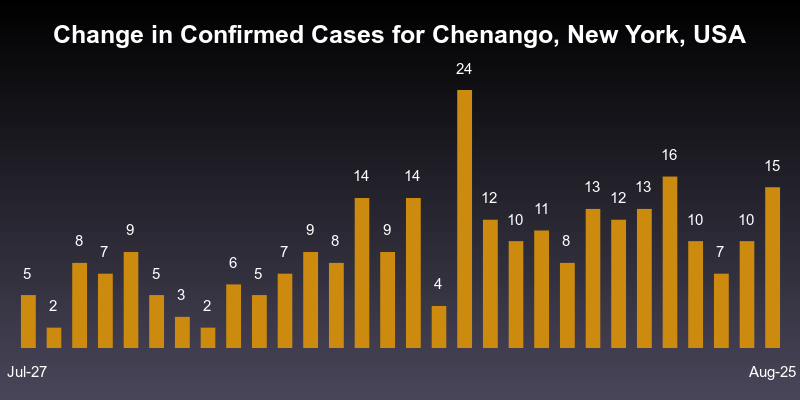 Change in Confirmed Cases for Chenango, New York, USA
5 2 8 7 9 5 3 2 6 5 7 9 8 14 9 14 4 24 12 10 11 8 13 12 13 16 10 7 10 15
Jul-27 Aug-25